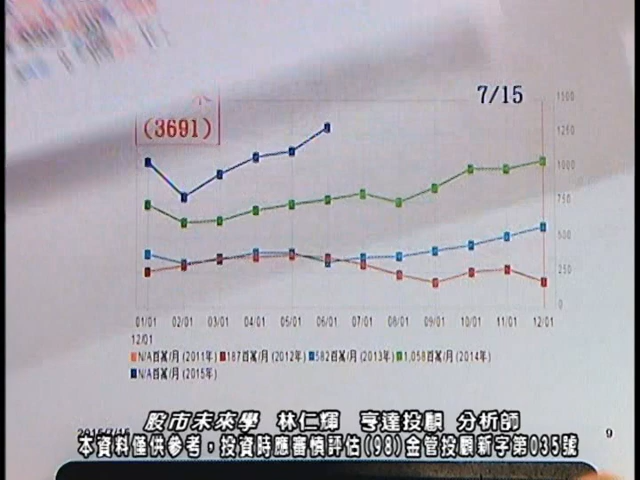 7/15
(3691)
1500
1250
1000
750
500
250
0
01/01 02/01 03/01 04/01 05/01 06/01 07/01 08/01 09/01 10/01 11/01 12/01
12/01
N/A百萬/月 (2011年) 187百萬/月 (2012年) 582百萬/月 (2013年) 1,058百萬/月 (2014年)
N/A百萬/月 (2015年)
2015/7/15
9
股市未來學 林仁輝 亨達投顧 分析師
本資料僅供參考，投資時應審慎評估(98)金管投顧新字第035號